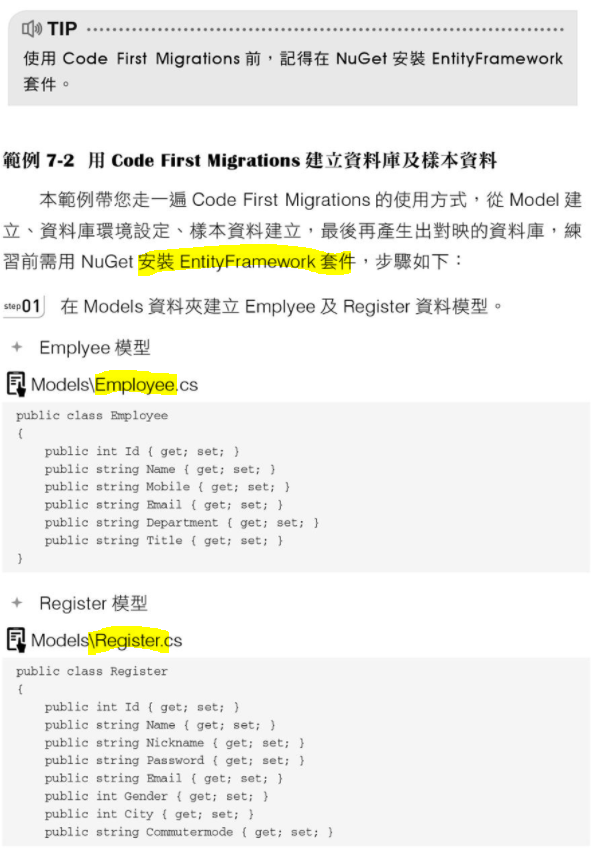 TIP
使用 Code First Migrations 前，記得在 NuGet 安裝 EntityFramework
套件。
範例 7-2 用 Code First Migrations 建立資料庫及樣本資料
本範例帶您走一遍 Code First Migrations 的使用方式，從 Model 建
立、資料庫環境設定、樣本資料建立，最後再產生出對映的資料庫，練
習前需用 NuGet 安裝 EntityFramework 套件，步驟如下：
step01 在 Models 資料夾建立 Emplyee 及 Register 資料模型。
+ Emplyee 模型
Models\Employee.cs
public class Employee
{
public int Id { get; set; }
public string Name { get; set; }
public string Mobile { get; set; }
public string Email { get; set; }
public string Department { get; set; }
public string Title { get; set; }
}
+ Register 模型
Models\Register.cs
public class Register
{
public int Id { get; set; }
public string Name { get; set; }
public string Nickname { get; set; }
public string Password { get; set; }
public string Email { get; set; }
public int Gender { get; set; }
public int City { get; set; }
public string Commutermode { get; set; }